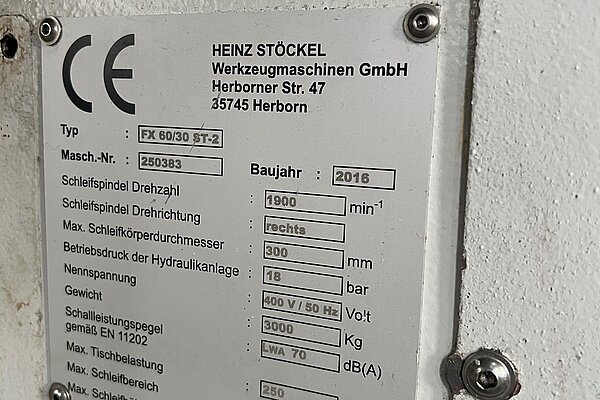 CE
HEINZ STÖCKEL
Werkzeugmaschinen GmbH
Herborner Str. 47
35745 Herborn
Typ : FX 60/30 ST-2
Masch.-Nr. : 250383 Baujahr : 2016
Schleifspindel Drehzahl 1900 min⁻¹
Schleifspindel Drehrichtung rechts
Max. Schleifkörperdurchmesser 300 mm
Betriebsdruck der Hydraulikanlage 18 bar
Nennspannung 400 V / 50 Hz Volt
Gewicht 3000 Kg
Schallleistungspegel
gemäß EN 11202 LWA 70 dB(A)
Max. Tischbelastung 250
Max. Schleifbereich